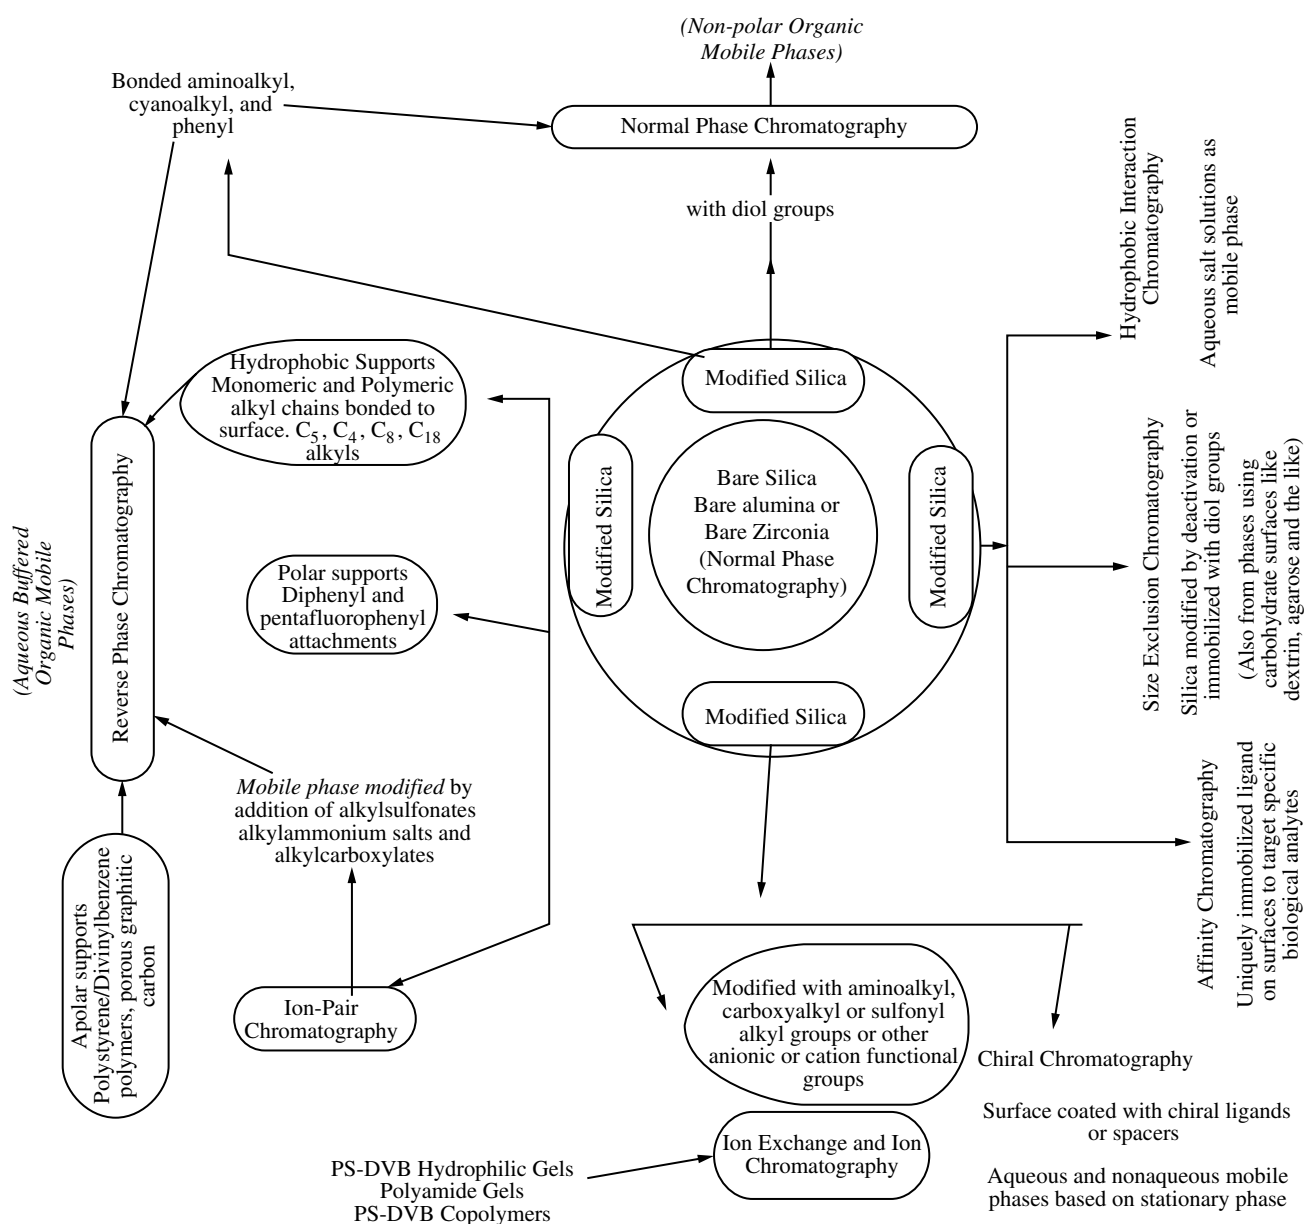 (Non-polar Organic
Mobile Phases)
Bonded aminoalkyl,
cyanoalkyl, and
phenyl
Normal Phase Chromatography
with diol groups
Hydrophobic Interaction
Chromatography
Aqueous salt solutions as
mobile phase
Hydrophobic Supports
Monomeric and Polymeric
alkyl chains bonded to
surface. C5, C4, C8, C18
alkyls
Modified Silica
Modified Silica
Bare Silica
Bare alumina or
Bare Zirconia
(Normal Phase
Chromatography)
Modified Silica
Modified Silica
Size Exclusion Chromatography
Silica modified by deactivation or
immobilized with diol groups
(Also from phases using
carbohydrate surfaces like
dextrin, agarose and the like)
(Aqueous Buffered
Organic Mobile
Phases)
Reverse Phase Chromatography
Polar supports
Diphenyl and
pentafluorophenyl
attachments
Mobile phase modified by
addition of alkylsulfonates
alkylammonium salts and
alkylcarboxylates
Affinity Chromatography
Uniquely immobilized ligand
on surfaces to target specific
biological analytes
Apolar supports
Polystyrene/Divinylbenzene
polymers, porous graphitic
carbon
Ion-Pair
Chromatography
Modified with aminoalkyl,
carboxyalkyl or sulfonyl
alkyl groups or other
anionic or cation functional
groups
Chiral Chromatography
Surface coated with chiral ligands
or spacers
Aqueous and nonaqueous mobile
phases based on stationary phase
Ion Exchange and Ion
Chromatography
PS-DVB Hydrophilic Gels
Polyamide Gels
PS-DVB Copolymers